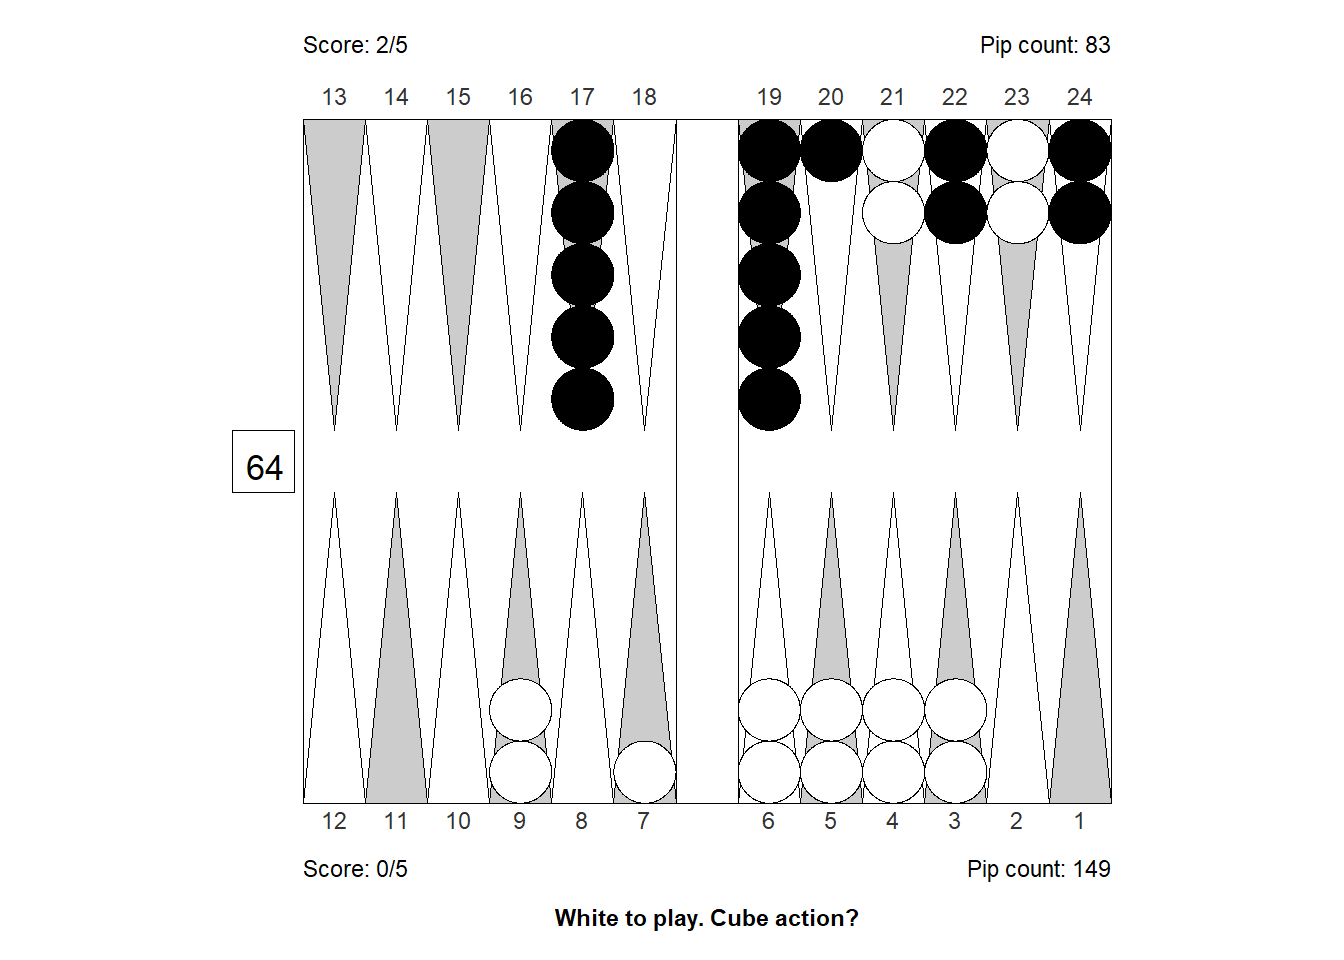 Score: 2/5 Pip count: 83
13 14 15 16 17 18 19 20 21 22 23 24
64
12 11 10 9 8 7 6 5 4 3 2 1
Score: 0/5 Pip count: 149
White to play. Cube action?